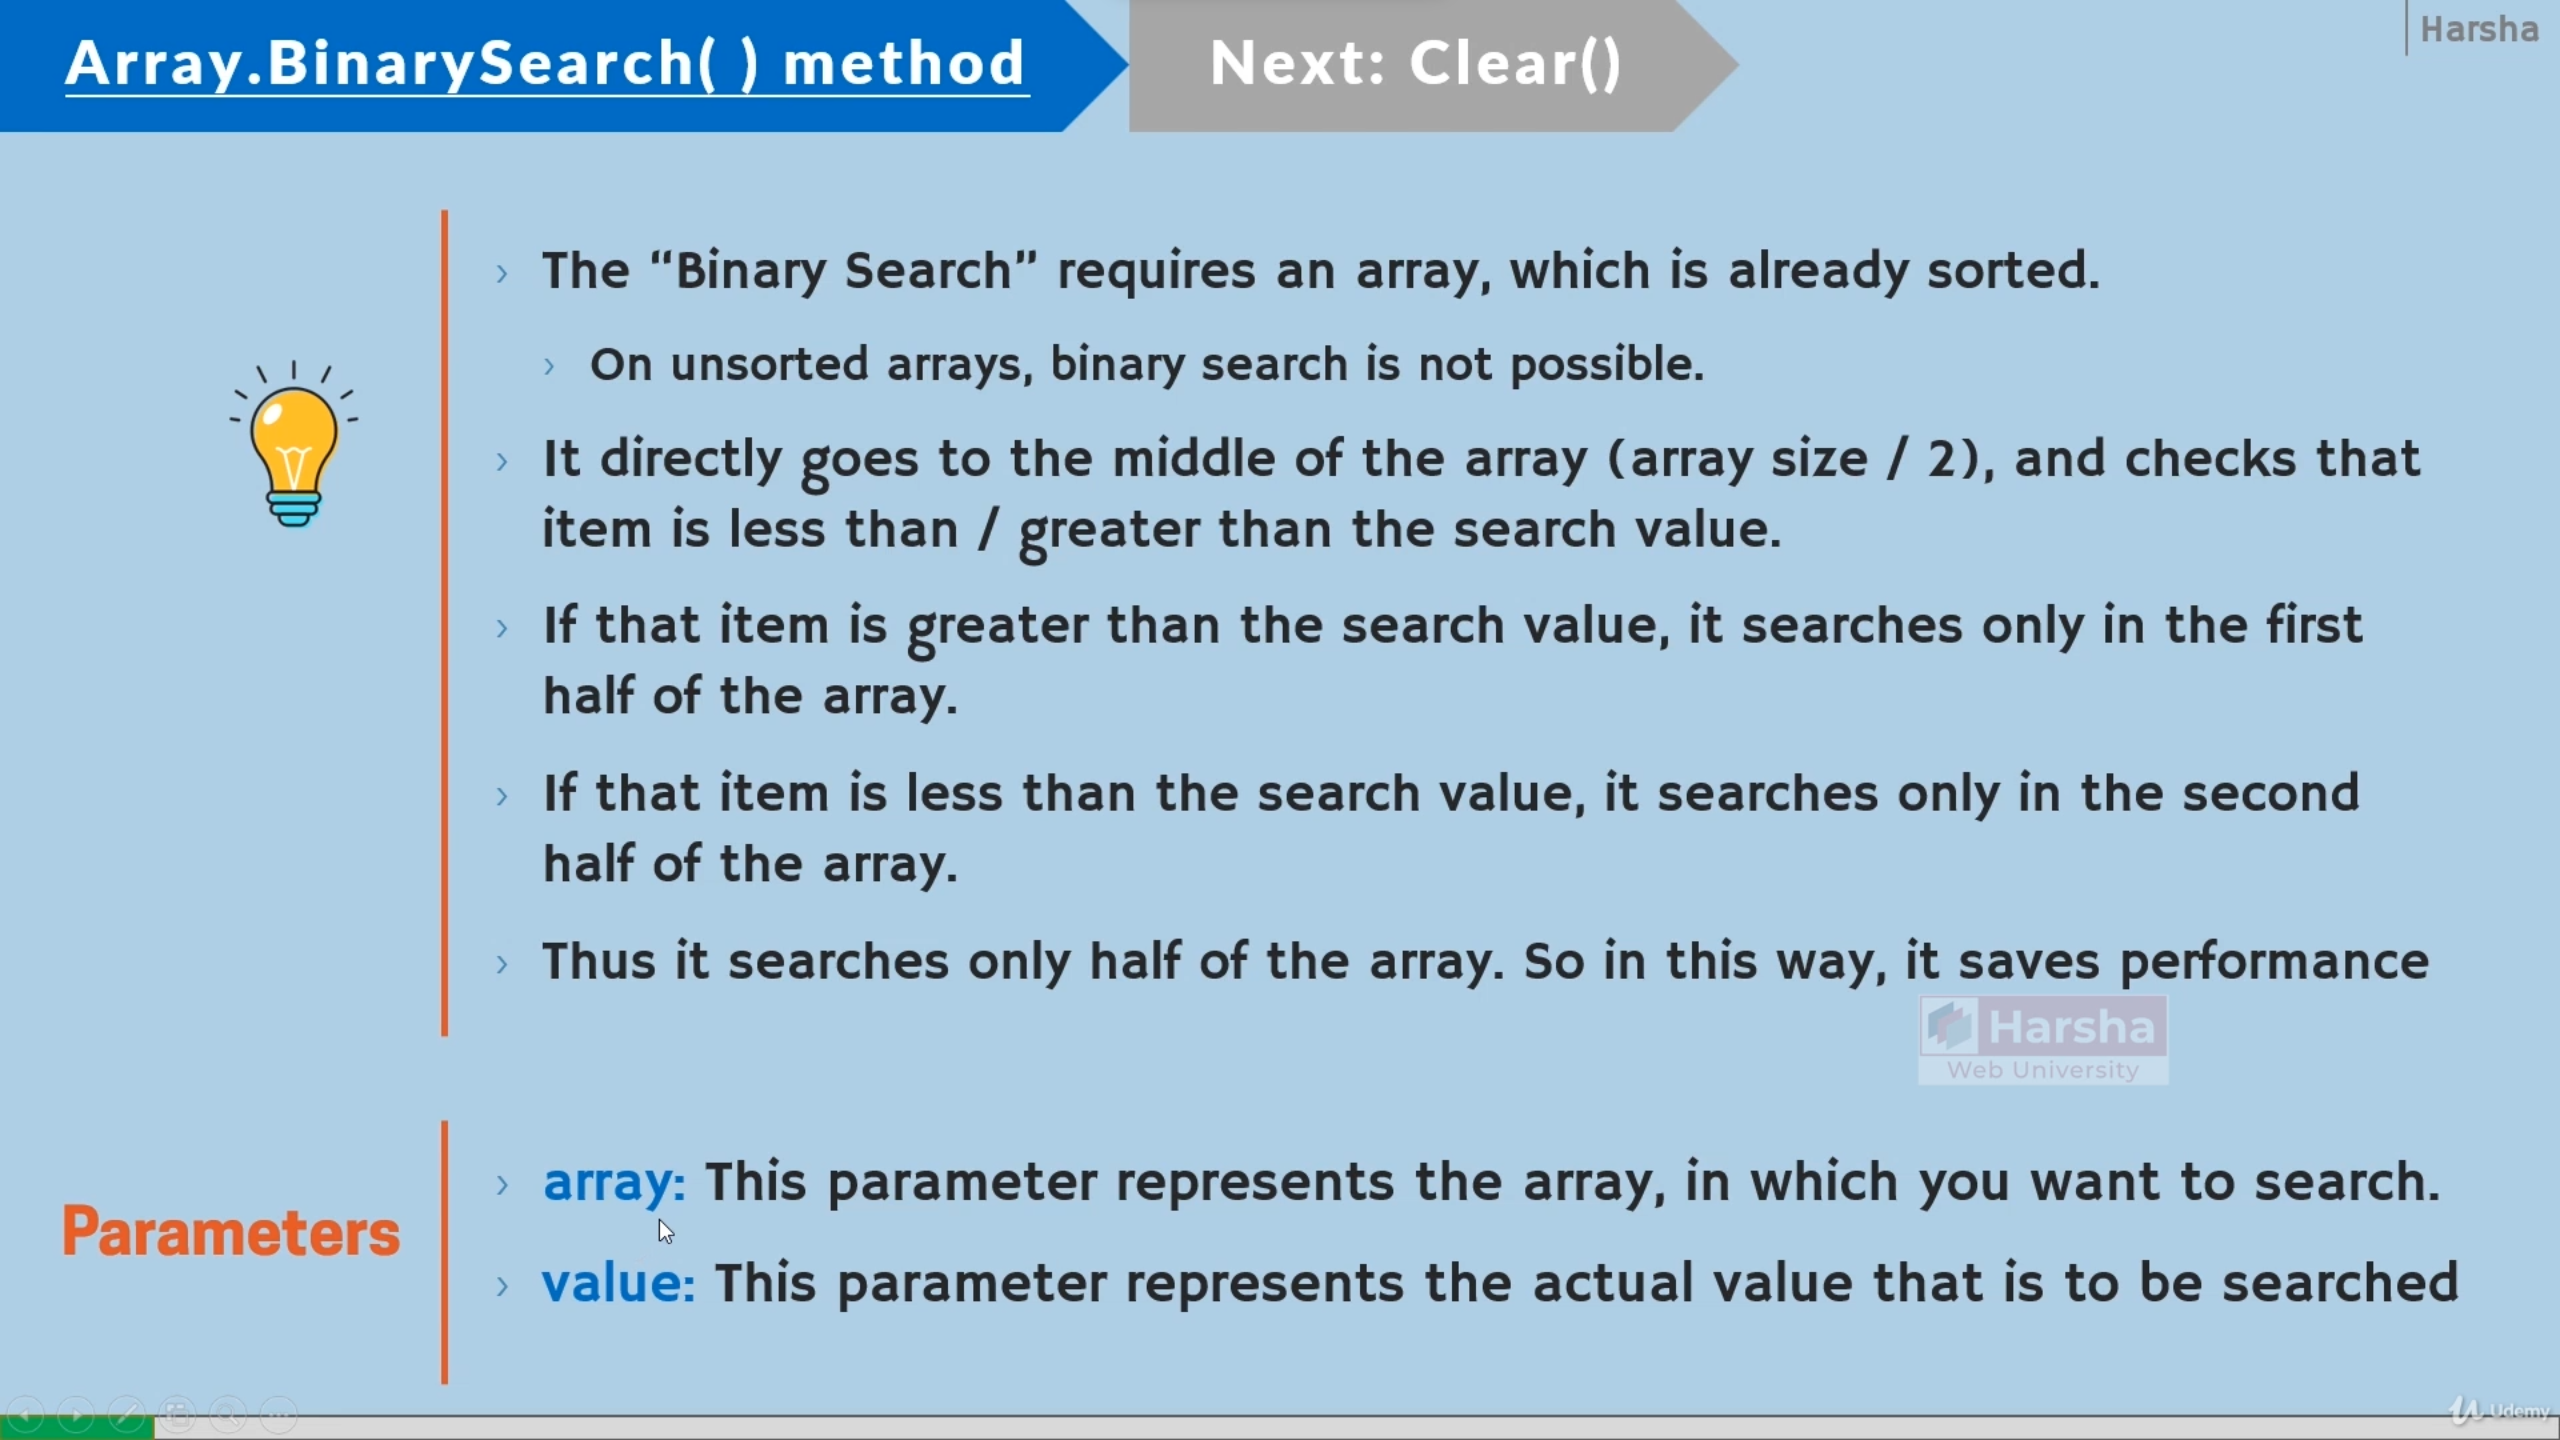 Array.BinarySearch( ) method
Next: Clear()
Harsha
› The “Binary Search” requires an array, which is already sorted.
› On unsorted arrays, binary search is not possible.
› It directly goes to the middle of the array (array size / 2), and checks that
item is less than / greater than the search value.
› If that item is greater than the search value, it searches only in the first
half of the array.
› If that item is less than the search value, it searches only in the second
half of the array.
› Thus it searches only half of the array. So in this way, it saves performance
Harsha
Web University
Parameters
› array: This parameter represents the array, in which you want to search.
› value: This parameter represents the actual value that is to be searched
Udemy